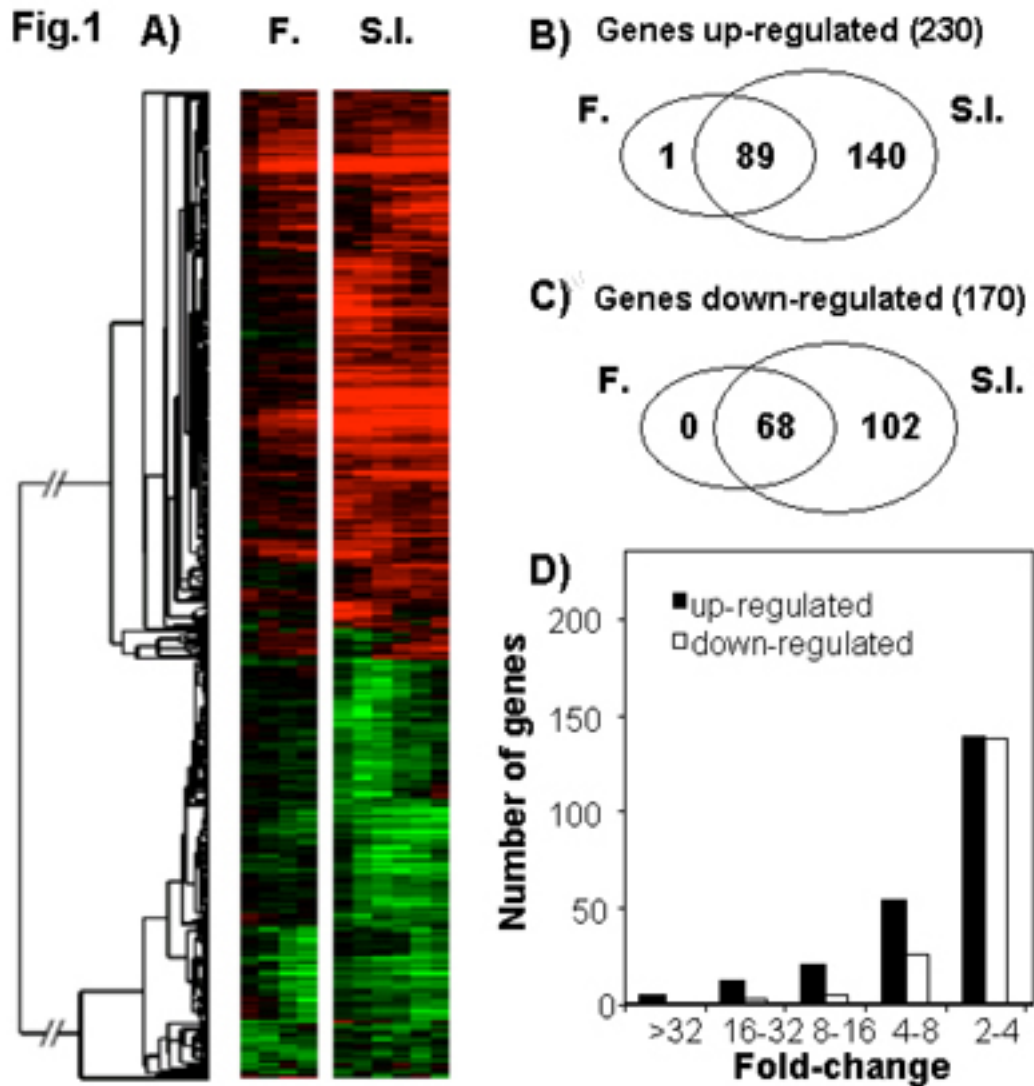 Fig.1 A) F. S.I.
B) Genes up-regulated (230)
F. S.I.
1 89 140
C) Genes down-regulated (170)
F. S.I.
0 68 102
D)
up-regulated
down-regulated
Number of genes
200
150
100
50
0
>32 16-32 8-16 4-8 2-4
Fold-change